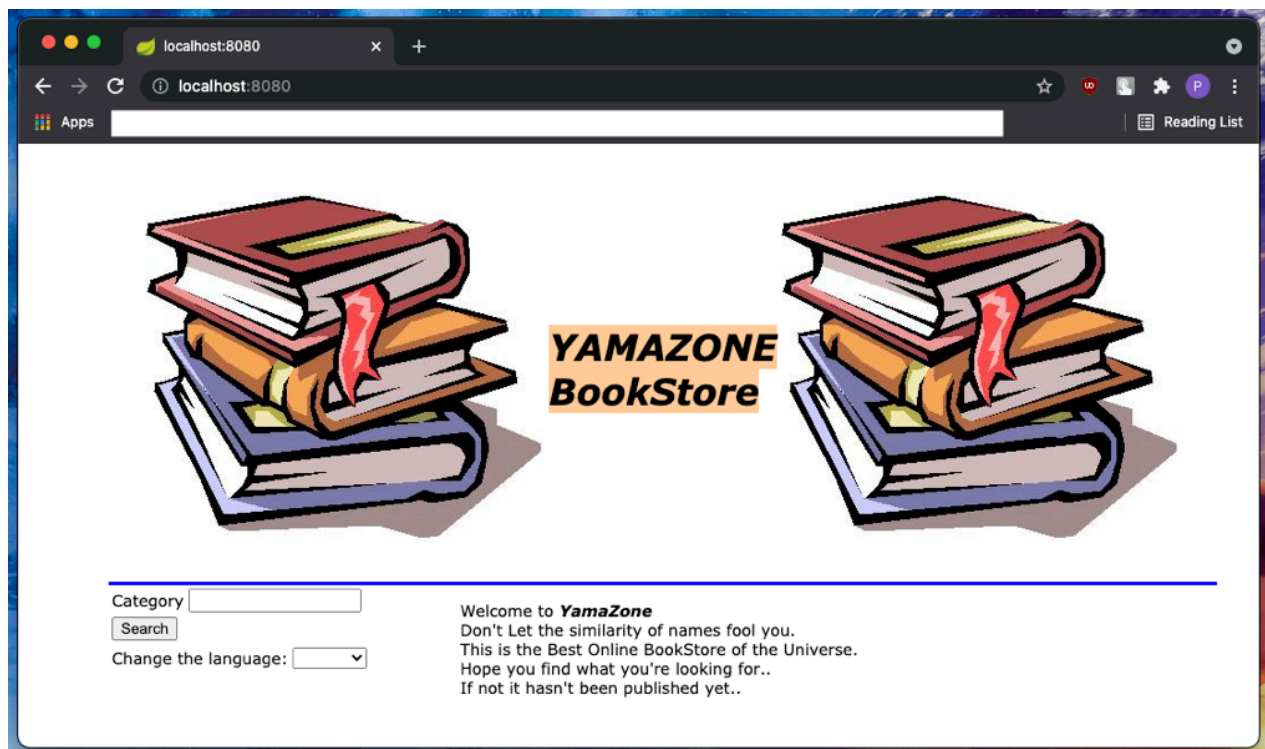 localhost:8080
localhost:8080
Apps
Reading List
YAMAZONE
BookStore
Category
Search
Change the language:
Welcome to YamaZone
Don't Let the similarity of names fool you.
This is the Best Online BookStore of the Universe.
Hope you find what you're looking for..
If not it hasn't been published yet..